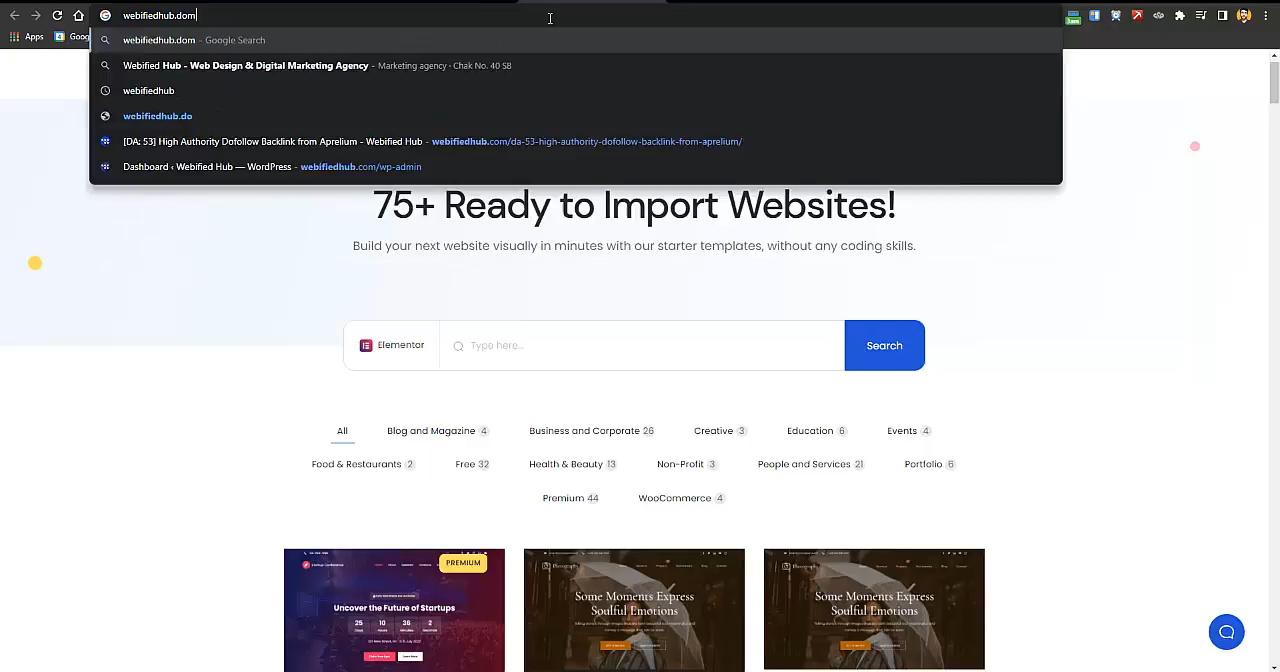 webifiedhub.dom
webifiedhub.dom - Google Search
Apps Goog
Webified Hub - Web Design & Digital Marketing Agency - Marketing agency · Chak No. 40 SB
webifiedhub
webifiedhub.do
[DA: 53] High Authority Dofollow Backlink from Aprelium - Webified Hub - webifiedhub.com/da-53-high-authority-dofollow-backlink-from-aprelium/
Dashboard ‹ Webified Hub — WordPress - webifiedhub.com/wp-admin
75+ Ready to Import Websites!
Build your next website visually in minutes with our starter templates, without any coding skills.
Elementor Type here... Search
All Blog and Magazine 4 Business and Corporate 26 Creative 3 Education 6 Events 4
Food & Restaurants 2 Free 32 Health & Beauty 13 Non-Profit 3 People and Services 21 Portfolio 6
Premium 44 WooCommerce 4
PREMIUM
Uncover the Future of Startups
25 10 36 2
Some Moments Express
Soulful Emotions
Some Moments Express
Soulful Emotions